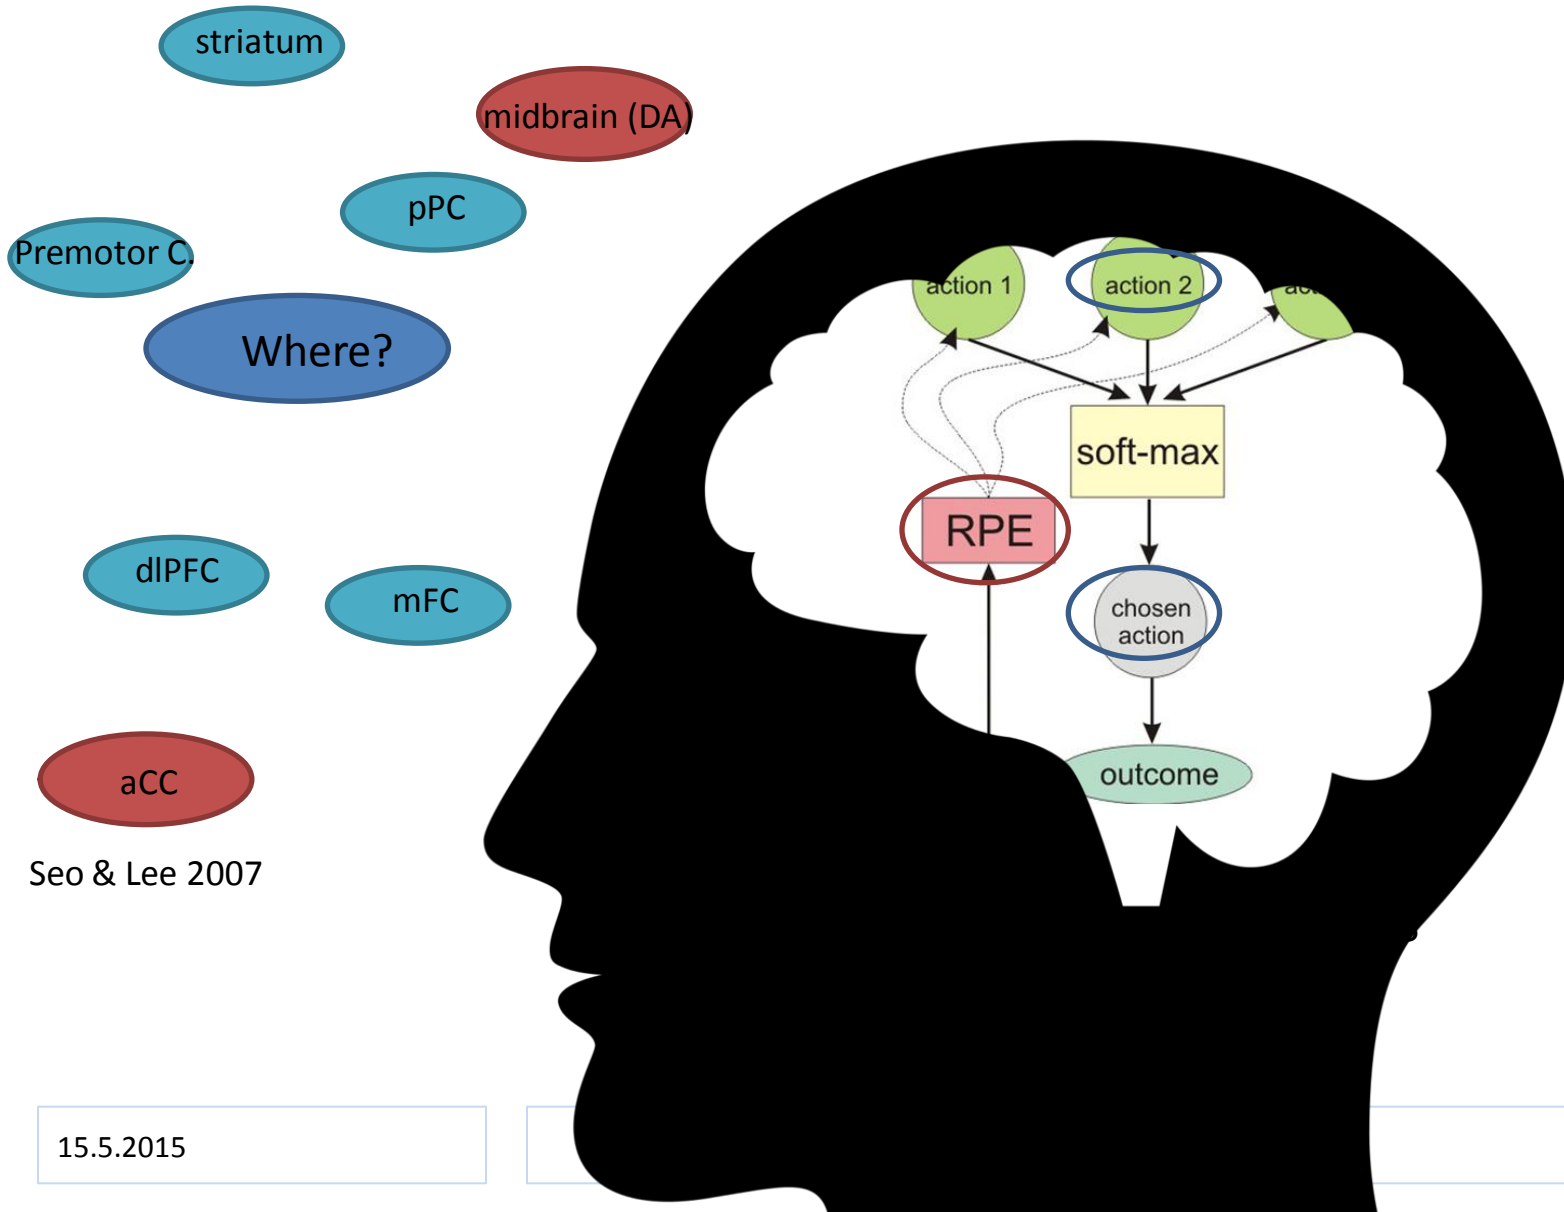 striatum
midbrain (DA)
pPC
Premotor C.
Where?
dlPFC
mFC
aCC
Seo & Lee 2007
action 1
action 2
soft-max
RPE
chosen
action
outcome
15.5.2015